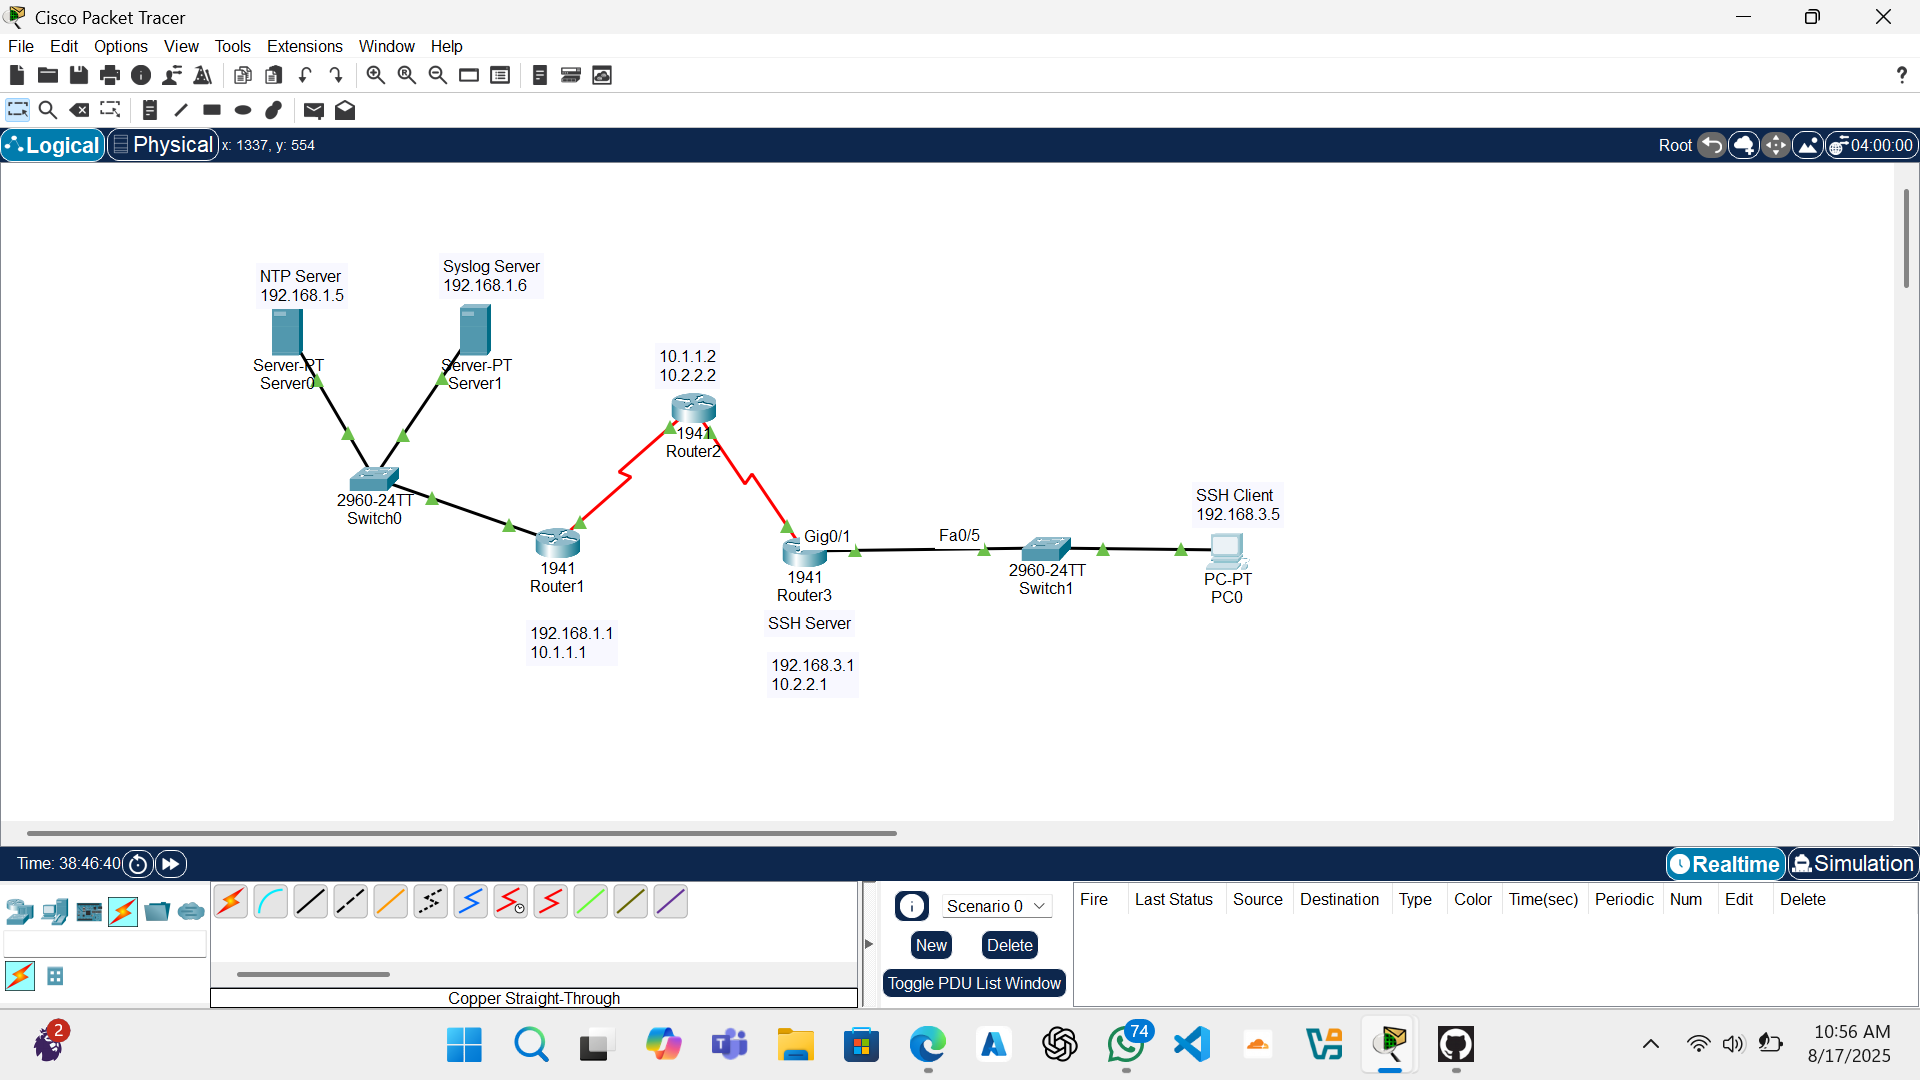 Cisco Packet Tracer
File Edit Options View Tools Extensions Window Help
?
Logical Physical x: 1337, y: 554 Root 04:00:00
NTP Server
192.168.1.5
Syslog Server
192.168.1.6
Server-PT
Server0
Server-PT
Server1
10.1.1.2
10.2.2.2
1941
Router2
2960-24TT
Switch0
1941
Router1
192.168.1.1
10.1.1.1
Gig0/1
Fa0/5
1941
Router3
SSH Server
192.168.3.1
10.2.2.1
2960-24TT
Switch1
SSH Client
192.168.3.5
PC-PT
PC0
Time: 38:46:40 Realtime Simulation
Scenario 0
New Delete
Toggle PDU List Window
Fire Last Status Source Destination Type Color Time(sec) Periodic Num Edit Delete
Copper Straight-Through
2
74
10:56 AM
8/17/2025